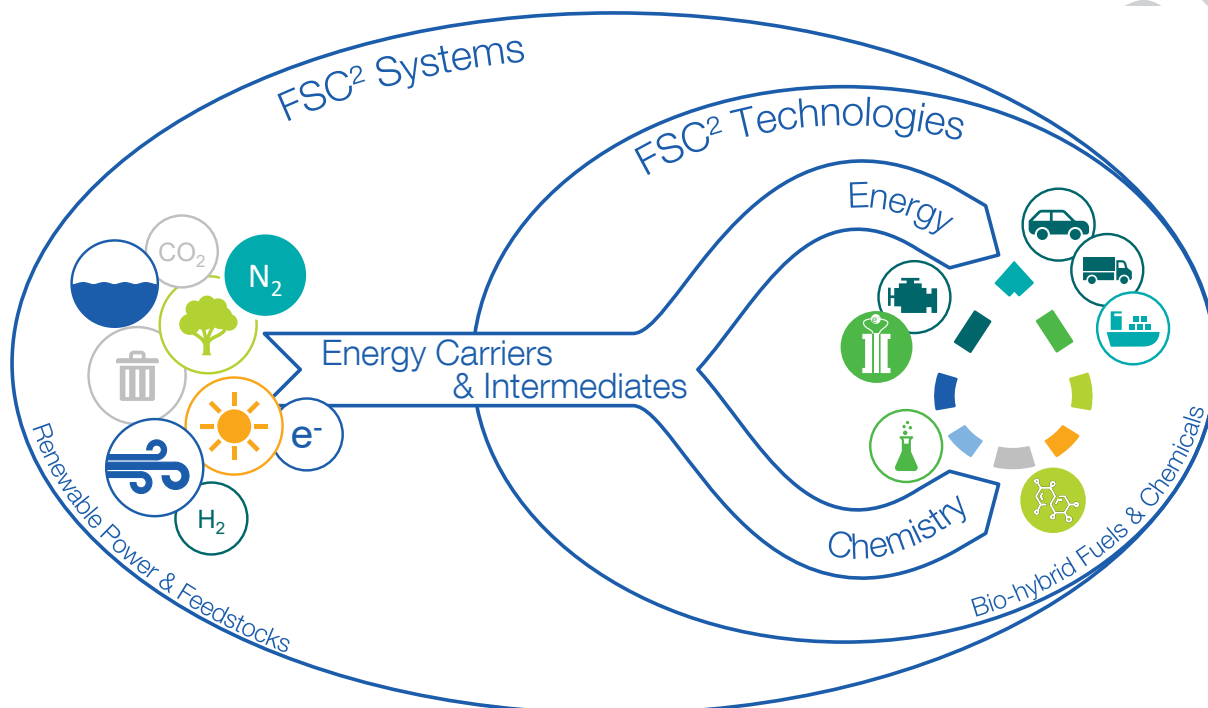 FSC² Systems
FSC² Technologies
Energy
CO₂
N₂
Energy Carriers
& Intermediates
e⁻
H₂
Chemistry
Renewable Power & Feedstocks
Bio-hybrid Fuels & Chemicals